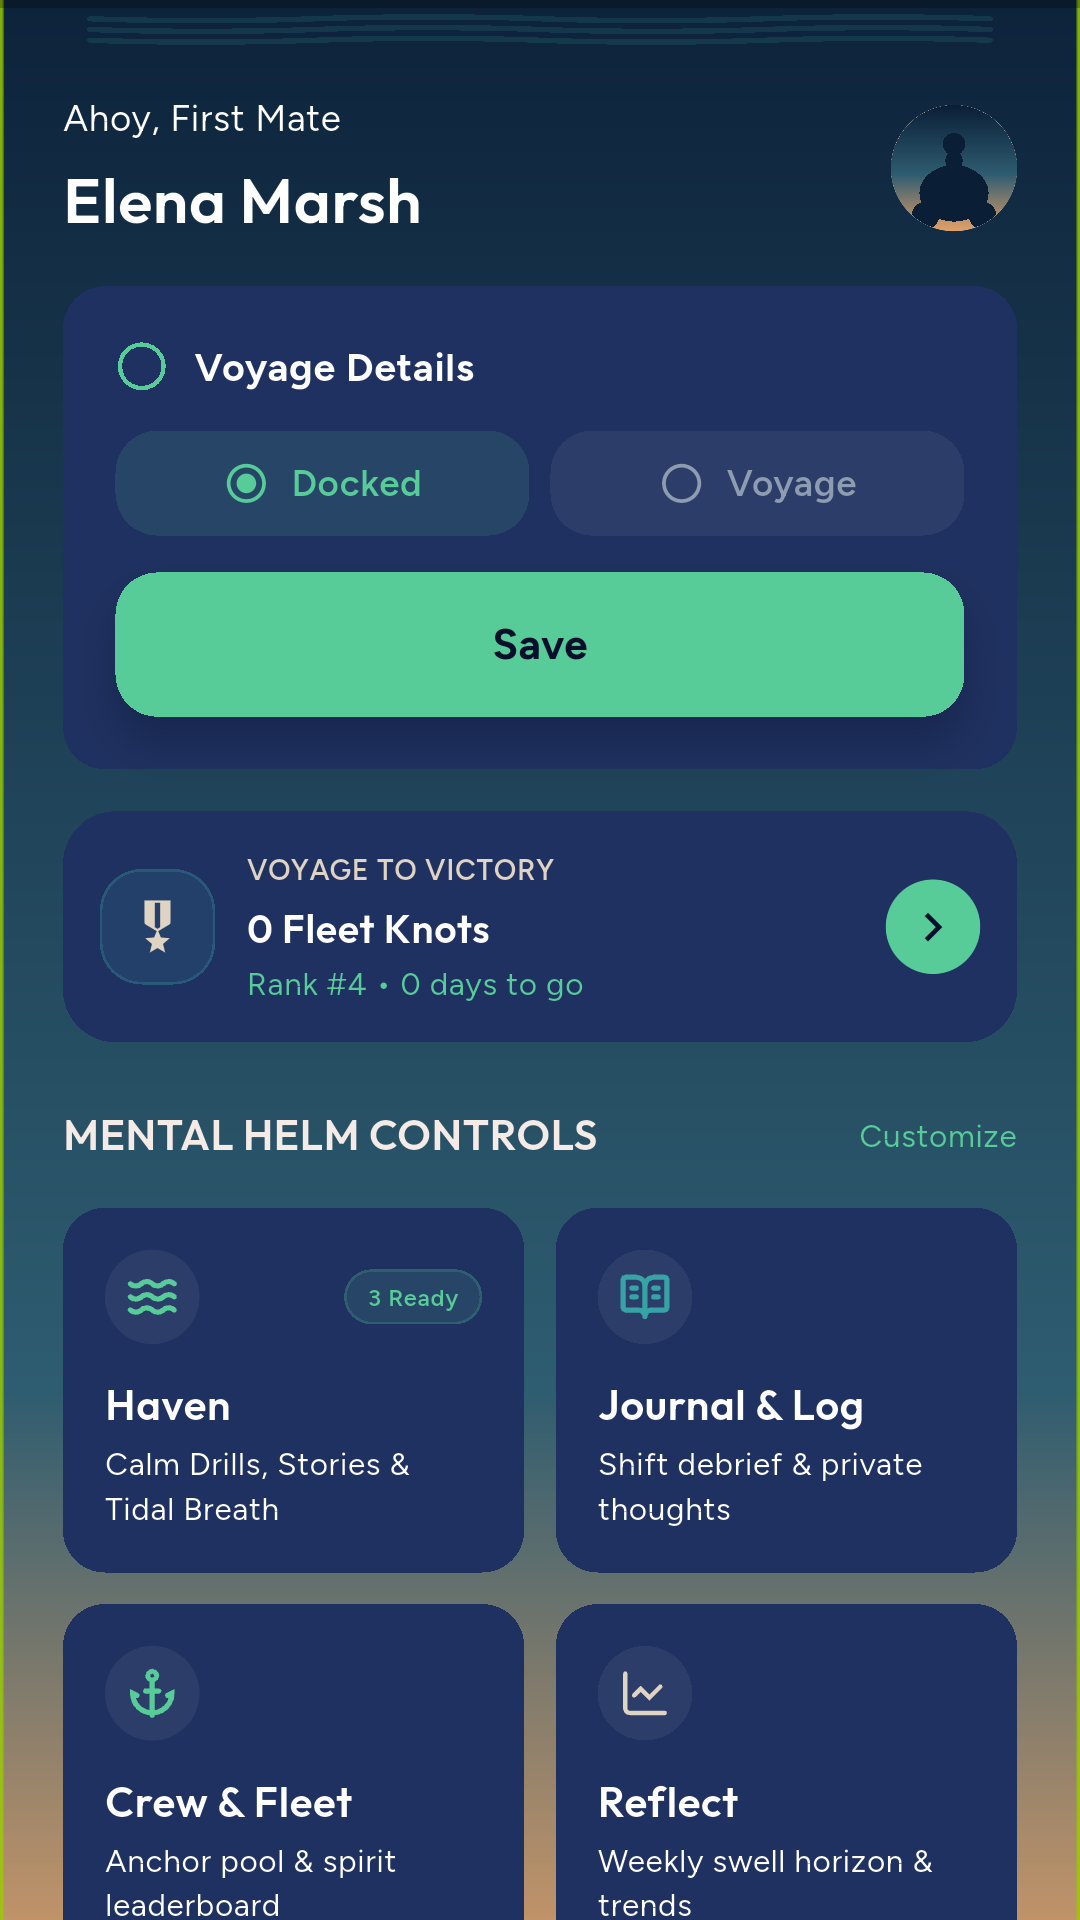 Ahoy, First Mate
Elena Marsh
Voyage Details
Docked
Voyage
Save
VOYAGE TO VICTORY
0 Fleet Knots
Rank #4 • 0 days to go
MENTAL HELM CONTROLS
Customize
3 Ready
Haven
Calm Drills, Stories &
Tidal Breath
Journal & Log
Shift debrief & private
thoughts
Crew & Fleet
Anchor pool & spirit
leaderboard
Reflect
Weekly swell horizon &
trends